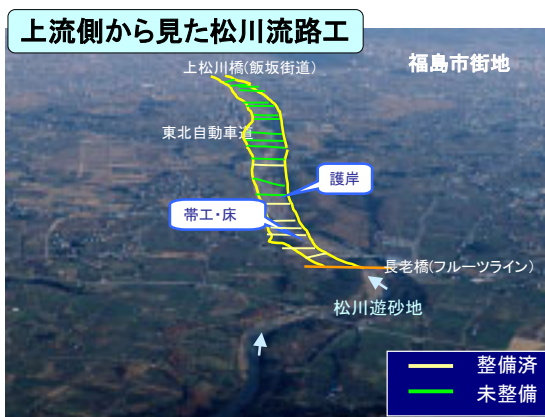 上流側から見た松川流路工
福島市街地
上松川橋(飯坂街道)
東北自動車道
護岸
帯工・床
長老橋(フルーツライン)
松川遊砂地
整備済
未整備